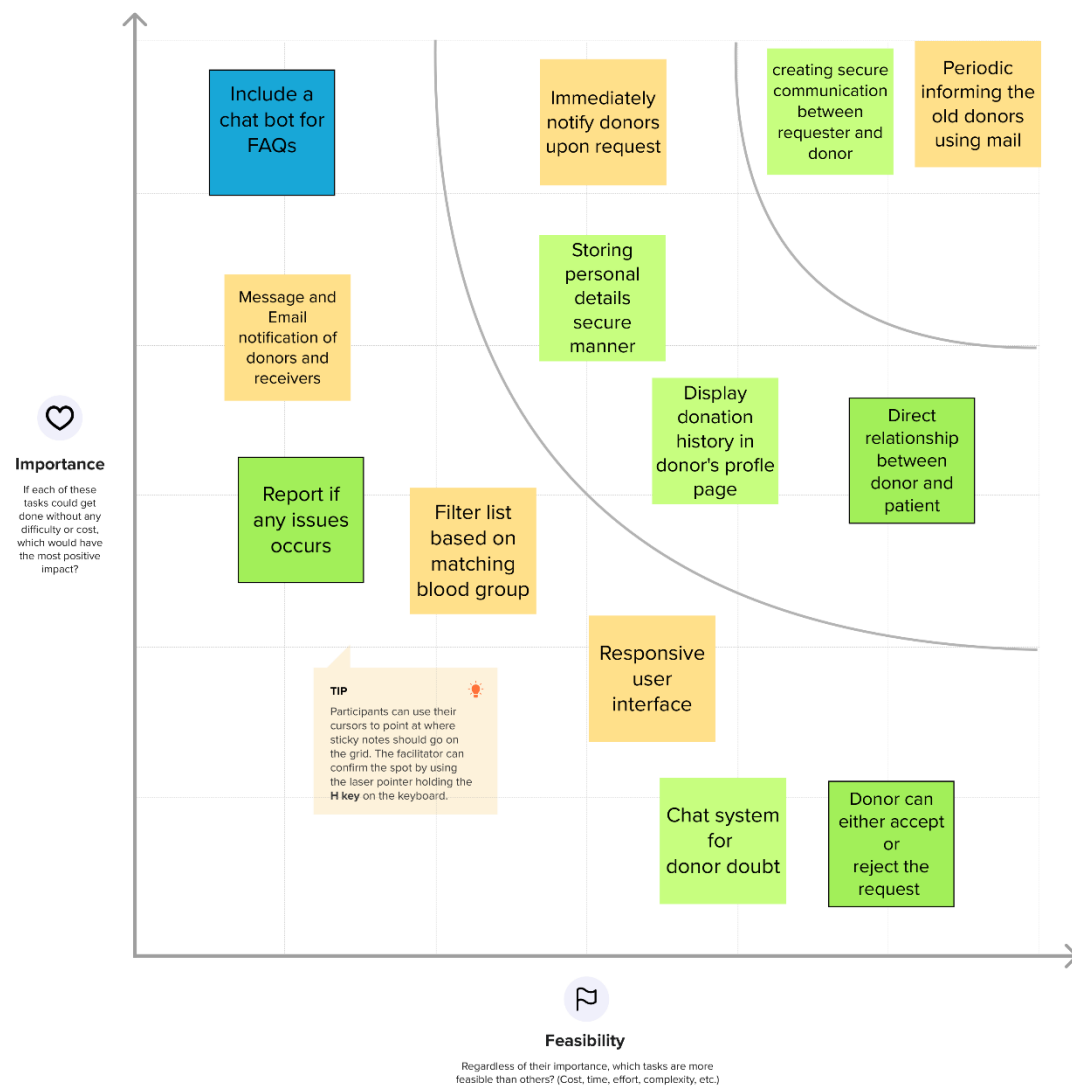 Include a
chat bot for
FAQs
Immediately
notify donors
upon request
creating secure
communication
between
requester and
donor
Periodic
informing the
old donors
using mail
Storing
personal
details
secure
manner
Message and
Email
notification of
donors and
receivers
Display
donation
history in
donor's profle
page
Direct
relationship
between
donor and
patient
Importance
If each of these
tasks could get
done without any
difficulty or cost,
which would have
the most positive
impact?
Report if
any issues
occurs
Filter list
based on
matching
blood group
Responsive
user
interface
TIP
Participants can use their
cursors to point at where
sticky notes should go on
the grid. The facilitator can
confirm the spot by using
the laser pointer holding the
H key on the keyboard.
Chat system
for
donor doubt
Donor can
either accept
or
reject the
request
Feasibility
Regardless of their importance, which tasks are more
feasible than others? (Cost, time, effort, complexity, etc.)